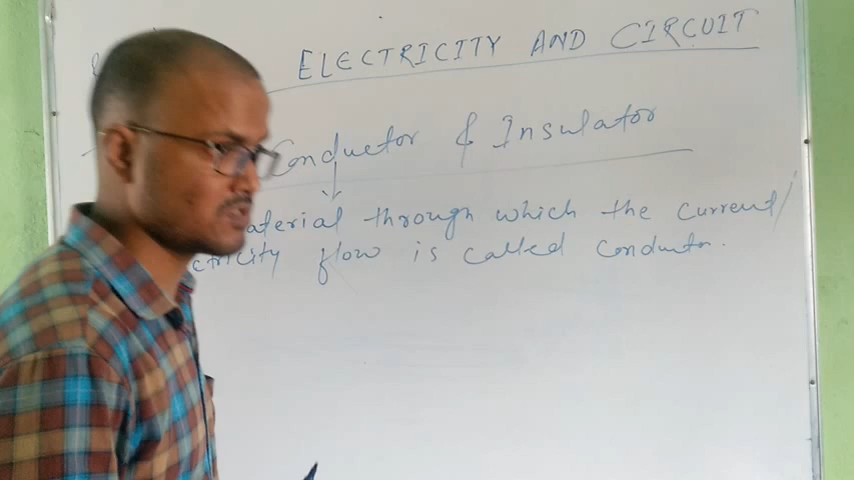 ELECTRICITY AND CIRCUIT
Conductor & Insulator
aterial through which the current/
ctricity flow is called conductor.